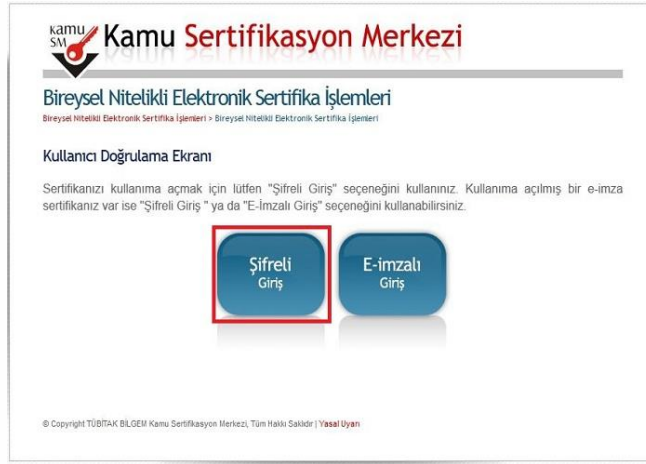 Kamu
SM
Kamu Sertifikasyon Merkezi
Bireysel Nitelikli Elektronik Sertifika İşlemleri
Bireysel Nitelikli Elektronik Sertifika İşlemleri > Bireysel Nitelikli Elektronik Sertifika İşlemleri
Kullanıcı Doğrulama Ekranı
Sertifikanızı kullanıma açmak için lütfen "Şifreli Giriş" seçeneğini kullanınız. Kullanıma açılmış bir e-imza
sertifikanız var ise "Şifreli Giriş " ya da "E-İmzalı Giriş" seçeneğini kullanabilirsiniz.
Şifreli
Giriş
E-imzalı
Giriş
© Copyright TÜBİTAK BİLGEM Kamu Sertifikasyon Merkezi, Tüm Hakkı Saklıdır | Yasal Uyarı